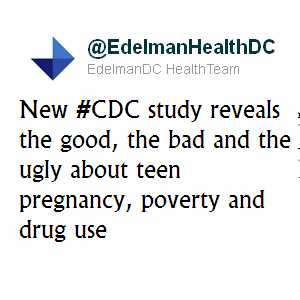 @EdelmanHealthDC
EdelmanDC HealthTeam
New #CDC study reveals
the good, the bad and the
ugly about teen
pregnancy, poverty and
drug use